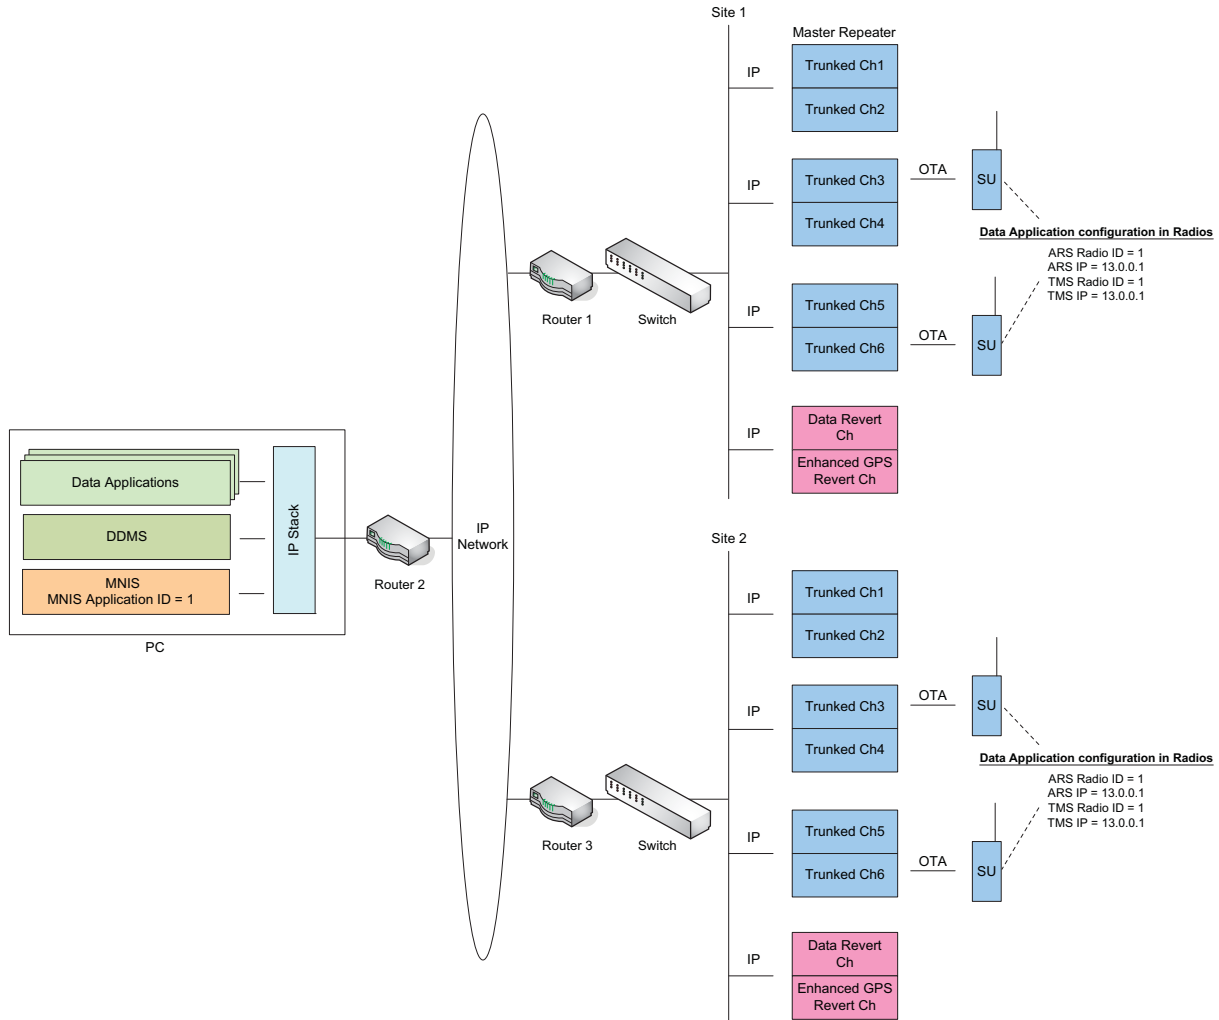 Site 1
Master Repeater
IP
Trunked Ch1
Trunked Ch2
IP
Trunked Ch3
Trunked Ch4
OTA
SU
Data Application configuration in Radios
ARS Radio ID = 1
ARS IP = 13.0.0.1
TMS Radio ID = 1
TMS IP = 13.0.0.1
Router 1
Switch
IP
Trunked Ch5
Trunked Ch6
OTA
SU
IP
Data Revert
Ch
Enhanced GPS
Revert Ch
Data Applications
DDMS
MNIS
MNIS Application ID = 1
IP Stack
PC
Router 2
IP
Network
Site 2
IP
Trunked Ch1
Trunked Ch2
IP
Trunked Ch3
Trunked Ch4
OTA
SU
Data Application configuration in Radios
ARS Radio ID = 1
ARS IP = 13.0.0.1
TMS Radio ID = 1
TMS IP = 13.0.0.1
Router 3
Switch
IP
Trunked Ch5
Trunked Ch6
OTA
SU
IP
Data Revert
Ch
Enhanced GPS
Revert Ch